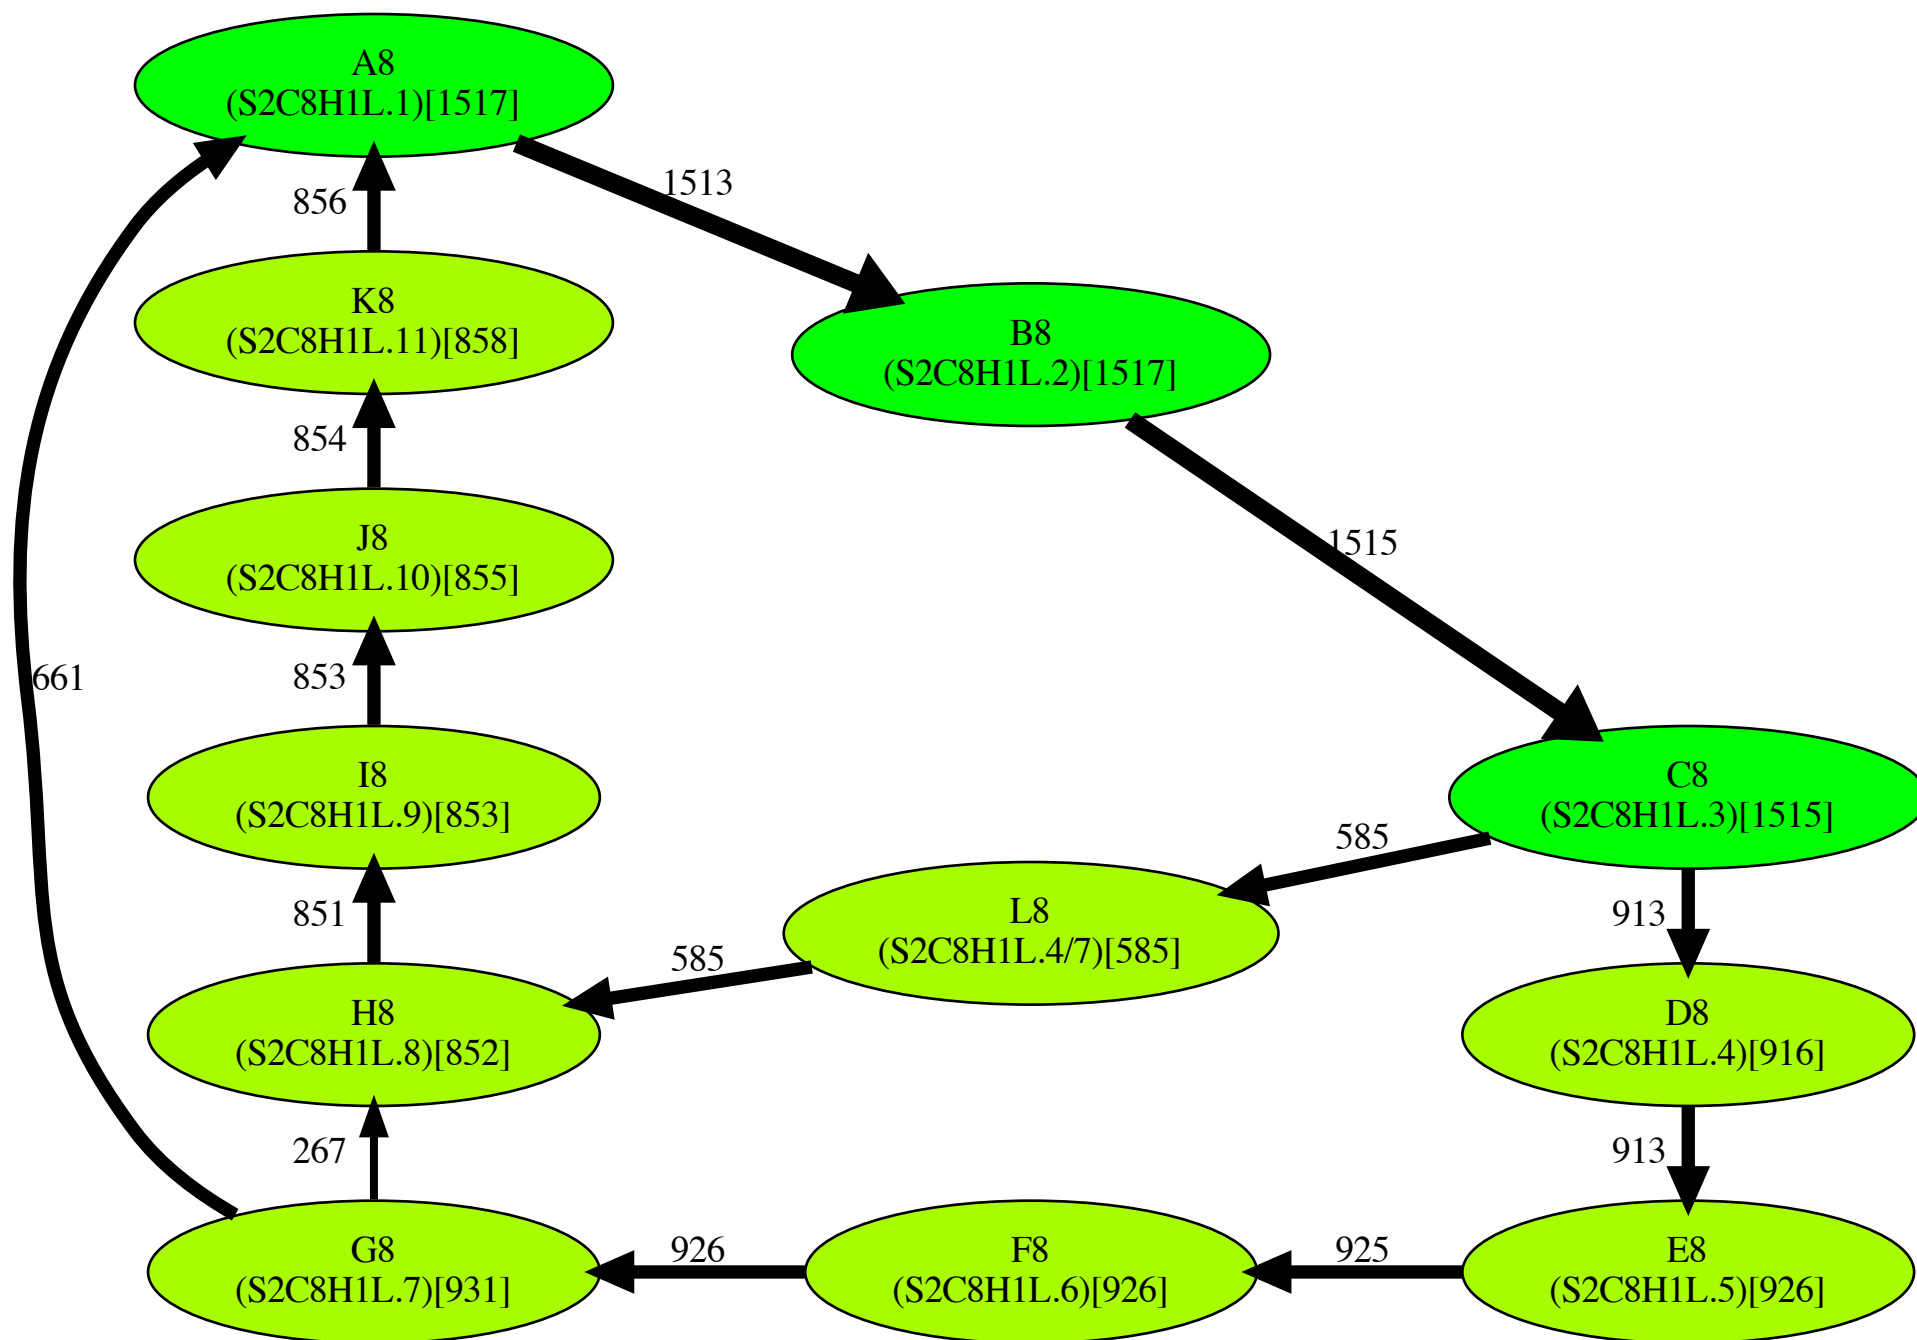 A8
(S2C8H1L.1)[1517]
856
1513
K8
(S2C8H1L.11)[858]
B8
(S2C8H1L.2)[1517]
854
J8
(S2C8H1L.10)[855]
1515
661
853
I8
(S2C8H1L.9)[853]
C8
(S2C8H1L.3)[1515]
585
851
L8
(S2C8H1L.4/7)[585]
913
585
H8
(S2C8H1L.8)[852]
D8
(S2C8H1L.4)[916]
267
913
G8
(S2C8H1L.7)[931]
926
F8
(S2C8H1L.6)[926]
925
E8
(S2C8H1L.5)[926]